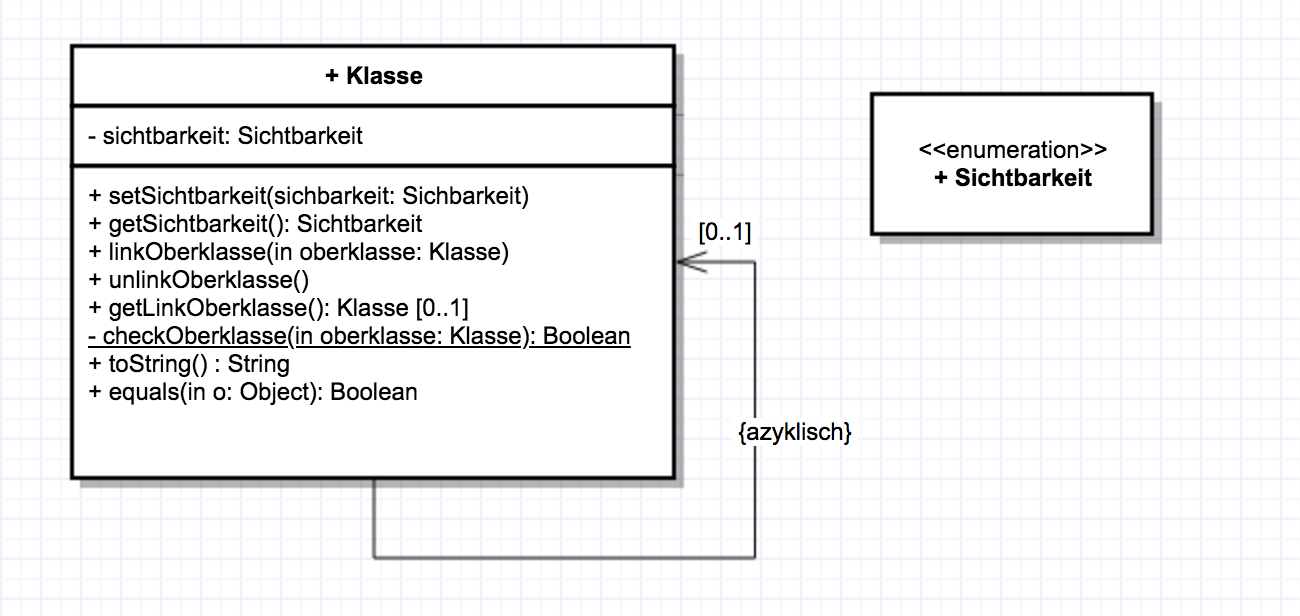 + Klasse
- sichtbarkeit: Sichtbarkeit
+ setSichtbarkeit(sichbarkeit: Sichbarkeit)
+ getSichtbarkeit(): Sichtbarkeit
+ linkOberklasse(in oberklasse: Klasse)
+ unlinkOberklasse()
+ getLinkOberklasse(): Klasse [0..1]
- checkOberklasse(in oberklasse: Klasse): Boolean
+ toString() : String
+ equals(in o: Object): Boolean
[0..1]
{azyklisch}
<<enumeration>>
+ Sichtbarkeit